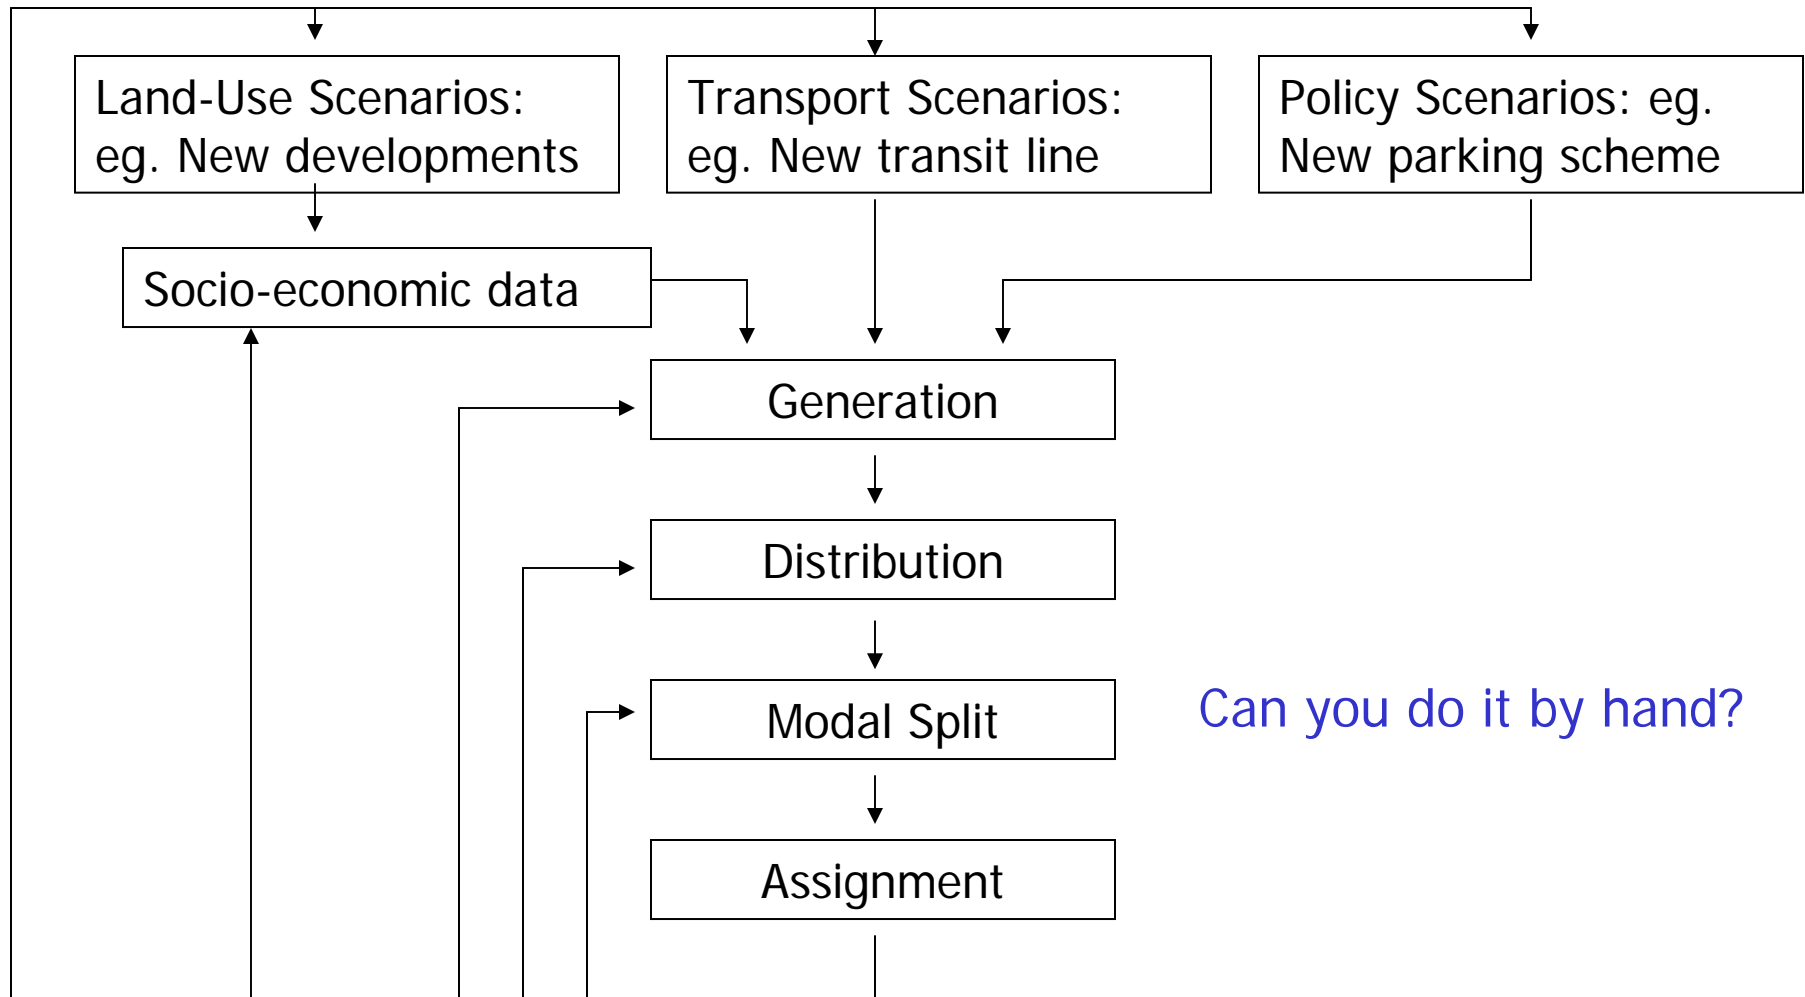 Land-Use Scenarios:
eg. New developments
Transport Scenarios:
eg. New transit line
Policy Scenarios: eg.
New parking scheme
Socio-economic data
Generation
Distribution
Modal Split
Can you do it by hand?
Assignment